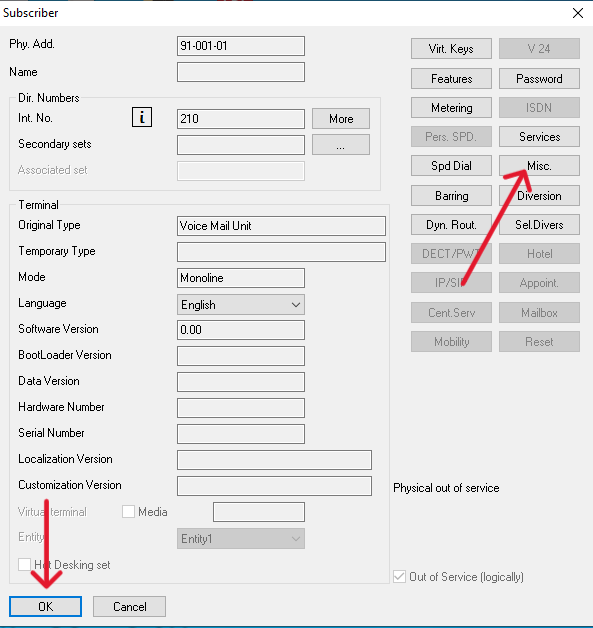 Subscriber
Phy. Add.
91-001-01
Name
Dir. Numbers
Int. No.
i
210
More
Secondary sets
...
Associated set
Terminal
Original Type
Voice Mail Unit
Temporary Type
Mode
Monoline
Language
English
Software Version
0.00
BootLoader Version
Data Version
Hardware Number
Serial Number
Localization Version
Customization Version
Virtual terminal
Media
Entity
Entity1
Hot Desking set
OK
Cancel
Virt. Keys
V 24
Features
Password
Metering
ISDN
Pers. SPD.
Services
Spd Dial
Misc.
Barring
Diversion
Dyn. Rout.
Sel.Divers
DECT/PWT
Hotel
IP/SIP
Appoint.
Cent.Serv
Mailbox
Mobility
Reset
Physical out of service
Out of Service (logically)